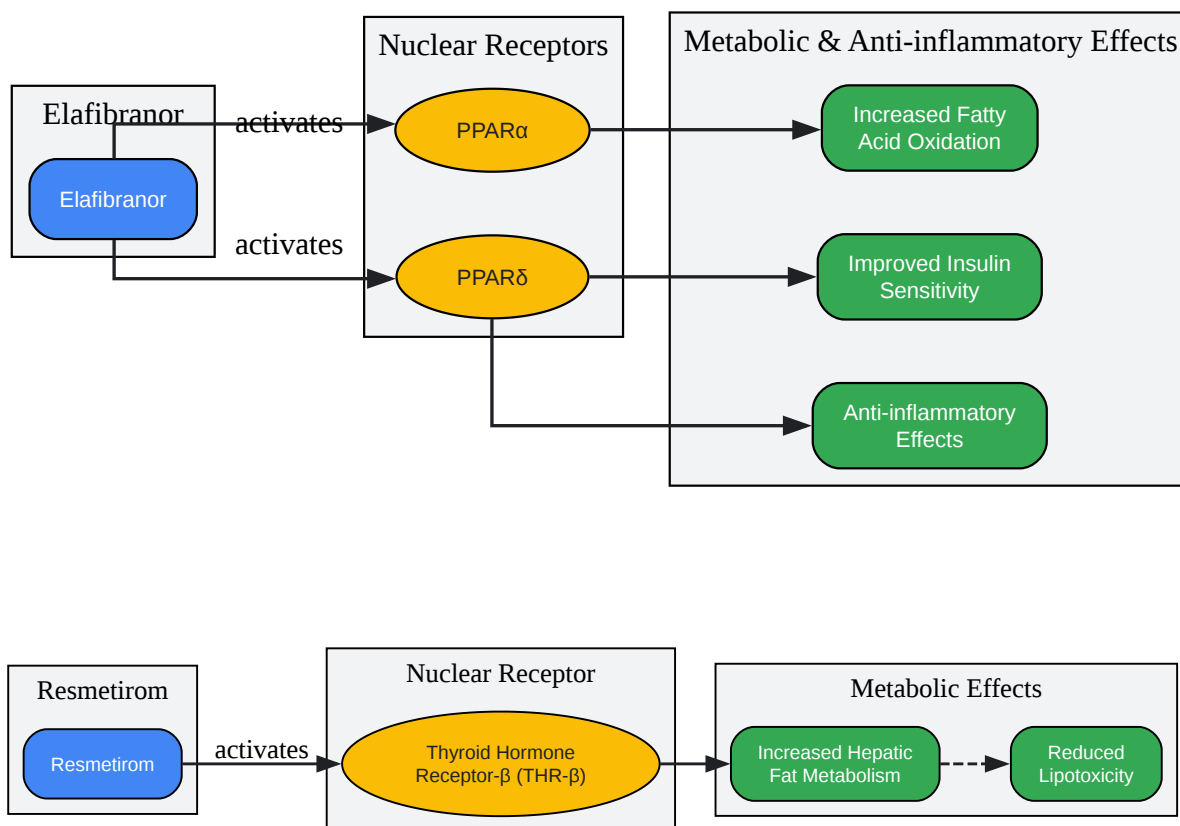 Nuclear Receptors
Metabolic & Anti-inflammatory Effects
Elafibranor
activates
PPARα
Increased Fatty
Acid Oxidation
Elafibranor
activates
PPARδ
Improved Insulin
Sensitivity
Anti-inflammatory
Effects
Resmetirom
Nuclear Receptor
Metabolic Effects
Resmetirom
activates
Thyroid Hormone
Receptor-β (THR-β)
Increased Hepatic
Fat Metabolism
Reduced
Lipotoxicity